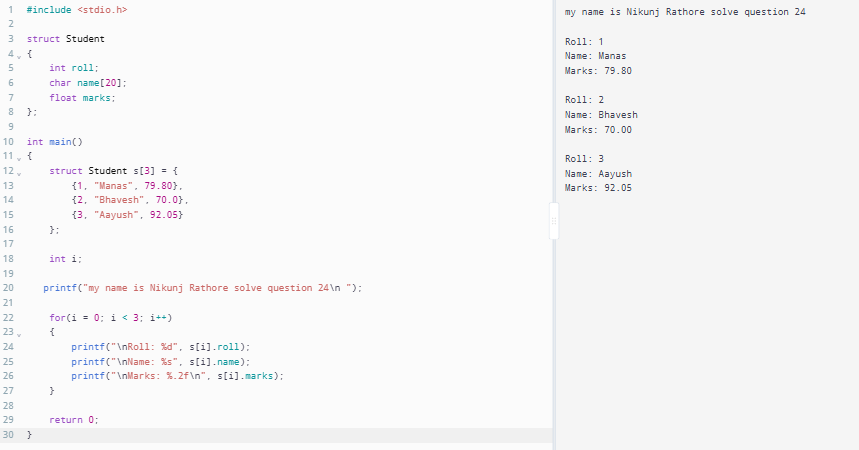 1 #include <stdio.h>
2
3 struct Student
4 {
5 int roll;
6 char name[20];
7 float marks;
8 };
9
10 int main()
11 {
12 struct Student s[3] = {
13 {1, "Manas", 79.80},
14 {2, "Bhavesh", 70.0},
15 {3, "Aayush", 92.05}
16 };
17
18 int i;
19
20 printf("my name is Nikunj Rathore solve question 24\n ");
21
22 for(i = 0; i < 3; i++)
23 {
24 printf("\nRoll: %d", s[i].roll);
25 printf("\nName: %s", s[i].name);
26 printf("\nMarks: %.2f\n", s[i].marks);
27 }
28
29 return 0;
30 }
my name is Nikunj Rathore solve question 24
Roll: 1
Name: Manas
Marks: 79.80
Roll: 2
Name: Bhavesh
Marks: 70.00
Roll: 3
Name: Aayush
Marks: 92.05